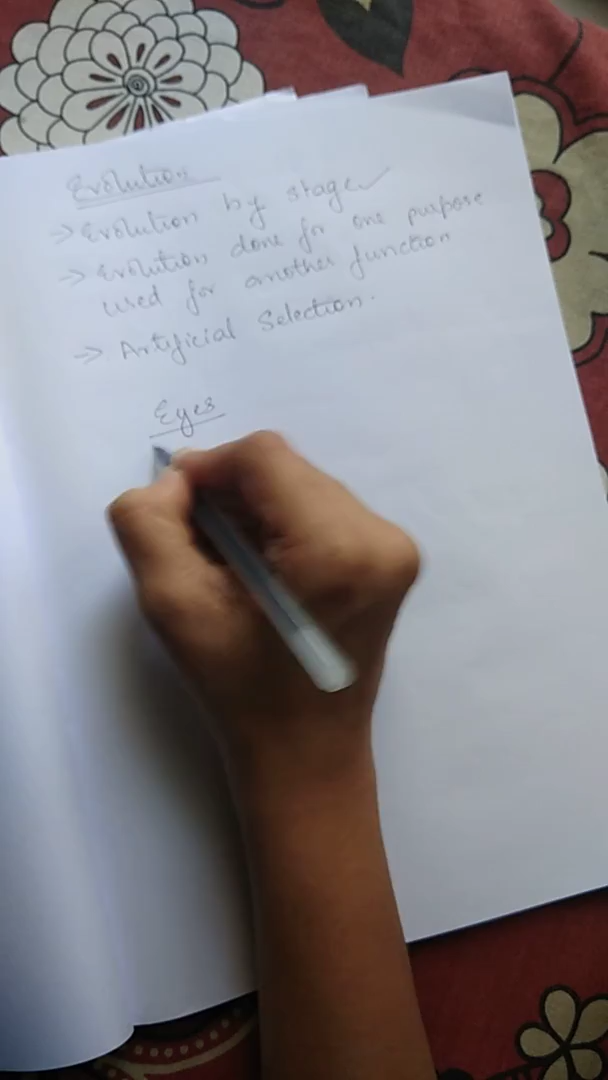 Evolution
→ Evolution by stage ✓
→ Evolution done for one purpose
used for another function
→ Artificial Selection.
Eyes